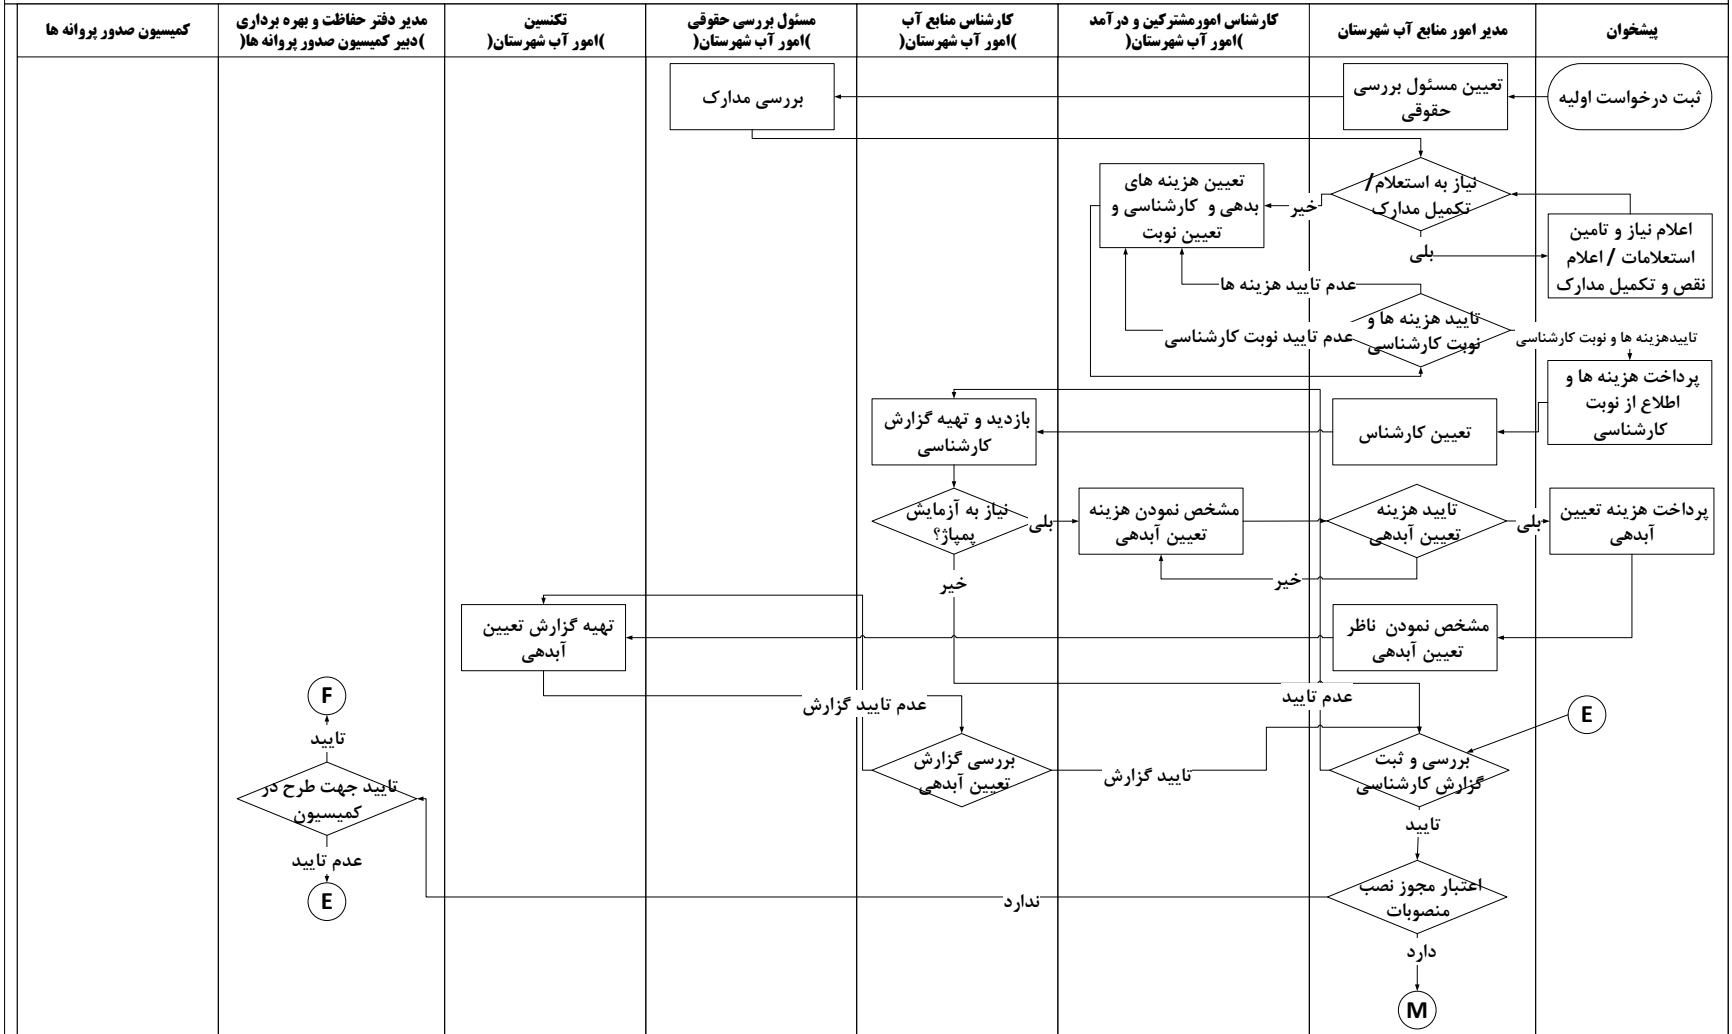 پیشخوان
مدیر امور منابع آب شهرستان
کارشناس امورمشترکین و درآمد
)امور آب شهرستان(
کارشناس منابع آب
)امور آب شهرستان(
مسئول بررسی حقوقی
)امور آب شهرستان(
تکنسین
)امور آب شهرستان(
مدیر دفتر حفاظت و بهره برداری
)دبیر کمیسیون صدور پروانه ها(
کمیسیون صدور پروانه ها
ثبت درخواست اولیه
تعیین مسئول بررسی
حقوقی
بررسی مدارک
نیاز به استعلام/
تکمیل مدارک
خیر
تعیین هزینه های
بدهی و کارشناسی و
تعیین نوبت
بلی
اعلام نیاز و تامین
استعلامات / اعلام
نقص و تکمیل مدارک
عدم تایید هزینه ها
تایید هزینه ها و
نوبت کارشناسی
عدم تایید نوبت کارشناسی
تاییدهزینه ها و نوبت کارشناسی
پرداخت هزینه ها و
اطلاع از نوبت
کارشناسی
تعیین کارشناس
بازدید و تهیه گزارش
کارشناسی
نیاز به آزمایش
پمپاژ؟
بلی
مشخص نمودن هزینه
تعیین آبدهی
تایید هزینه
تعیین آبدهی
بلی
پرداخت هزینه تعیین
آبدهی
خیر
خیر
مشخص نمودن ناظر
تعیین آبدهی
تهیه گزارش تعیین
آبدهی
عدم تایید
عدم تایید گزارش
E
F
تایید
بررسی و ثبت
گزارش کارشناسی
تایید گزارش
بررسی گزارش
تعیین آبدهی
تایید جهت طرح در
کمیسیون
تایید
عدم تایید
E
اعتبار مجوز نصب
منصوبات
ندارد
دارد
M